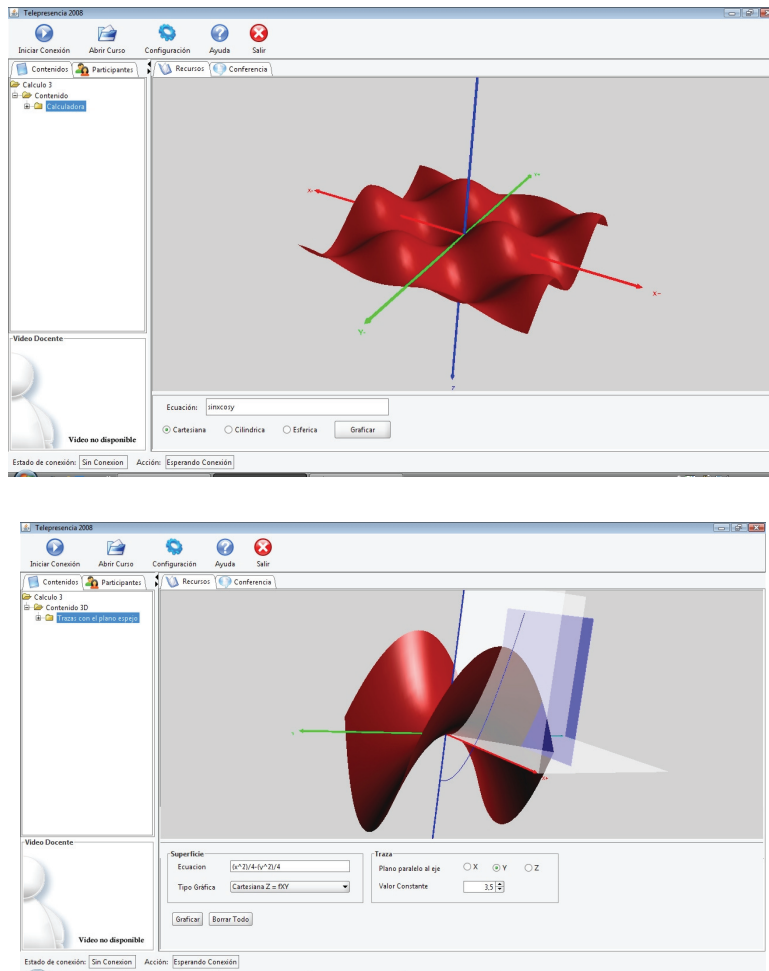 Telepresencia 2008
Iniciar Conexión Abrir Curso Configuración Ayuda Salir
Contenidos Participantes Recursos Conferencia
Calculo 3
Contenido
Calculadora
X-
Y+
X+
Y-
Z
Video Docente
Video no disponible
Ecuación: sinxcosy
Cartesiana Cilindrica Esferica Graficar
Estado de conexión: Sin Conexion Acción: Esperando Conexión
Telepresencia 2008
Iniciar Conexión Abrir Curso Configuración Ayuda Salir
Contenidos Participantes Recursos Conferencia
Calculo 3
Contenido 3D
Trazas con el plano espejo
X+
Video Docente
Video no disponible
Superficie
Ecuacion (x^2)/4-(y^2)/4
Tipo Gráfica Cartesiana Z = fXY
Graficar Borrar Todo
Traza
Plano paralelo al eje X Y Z
Valor Constante 3,5
Estado de conexión: Sin Conexion Acción: Esperando Conexión